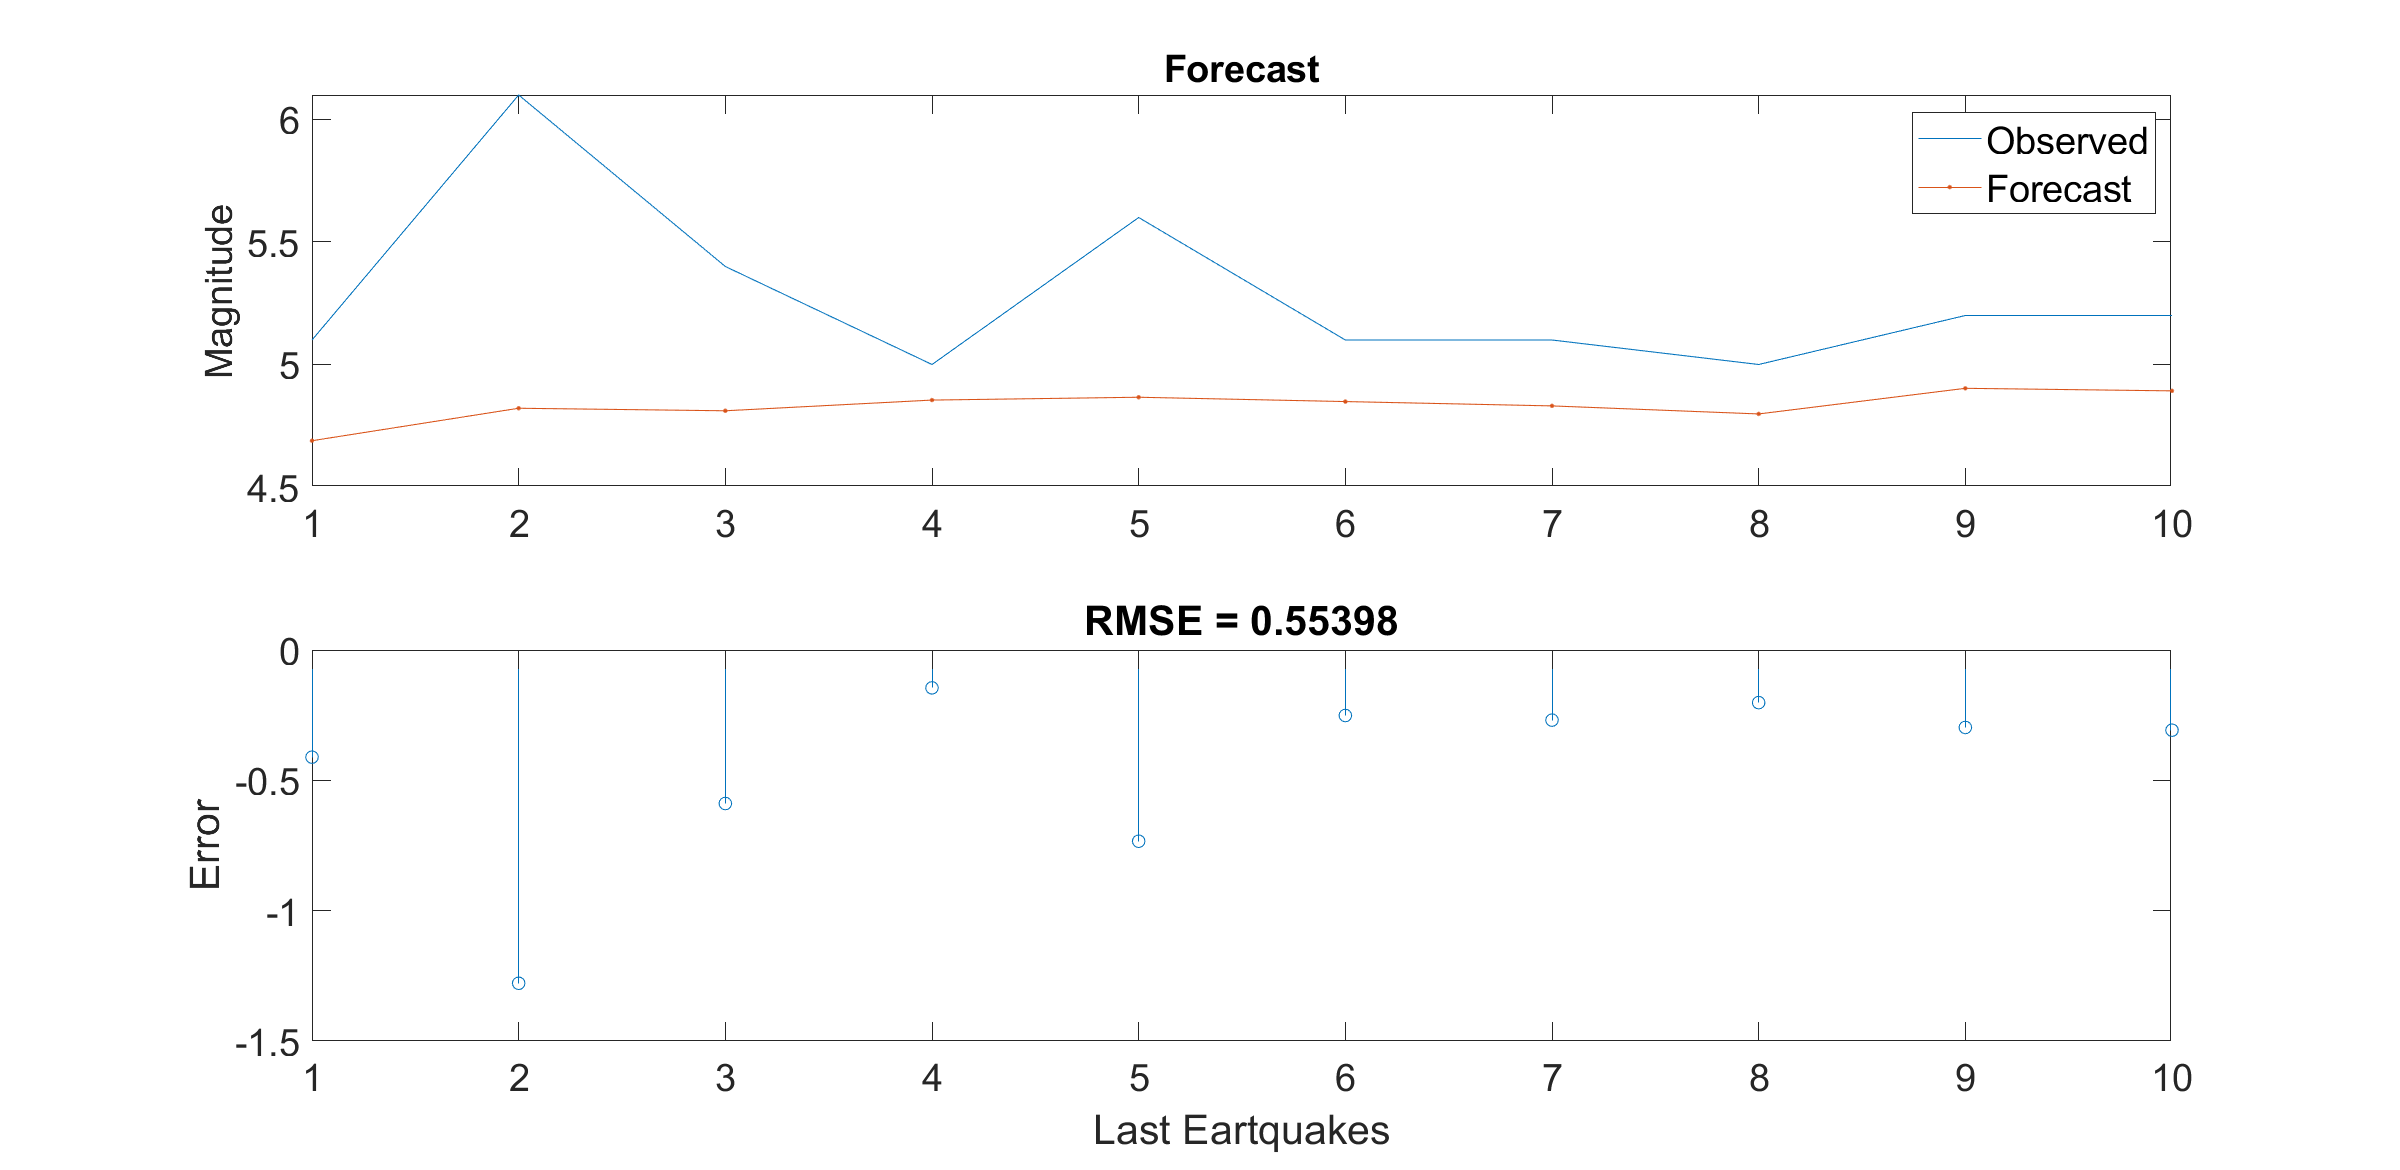 Forecast
Magnitude
6
5.5
5
4.5
Observed
Forecast
1 2 3 4 5 6 7 8 9 10
RMSE = 0.55398
Error
0
-0.5
-1
-1.5
1 2 3 4 5 6 7 8 9 10
Last Eartquakes